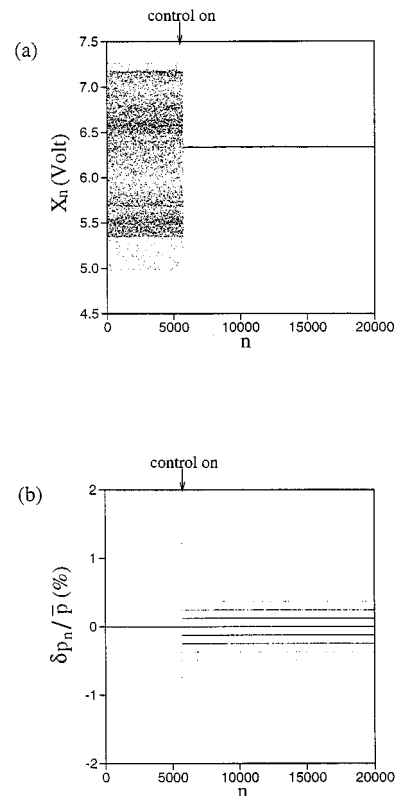 control on
(a)
7.5
7.0
6.5
6.0
5.5
5.0
4.5
X_n (Volt)
0 5000 10000 15000 20000
n
control on
(b)
2
1
0
-1
-2
δp_n / p̄ (%)
0 5000 10000 15000 20000
n